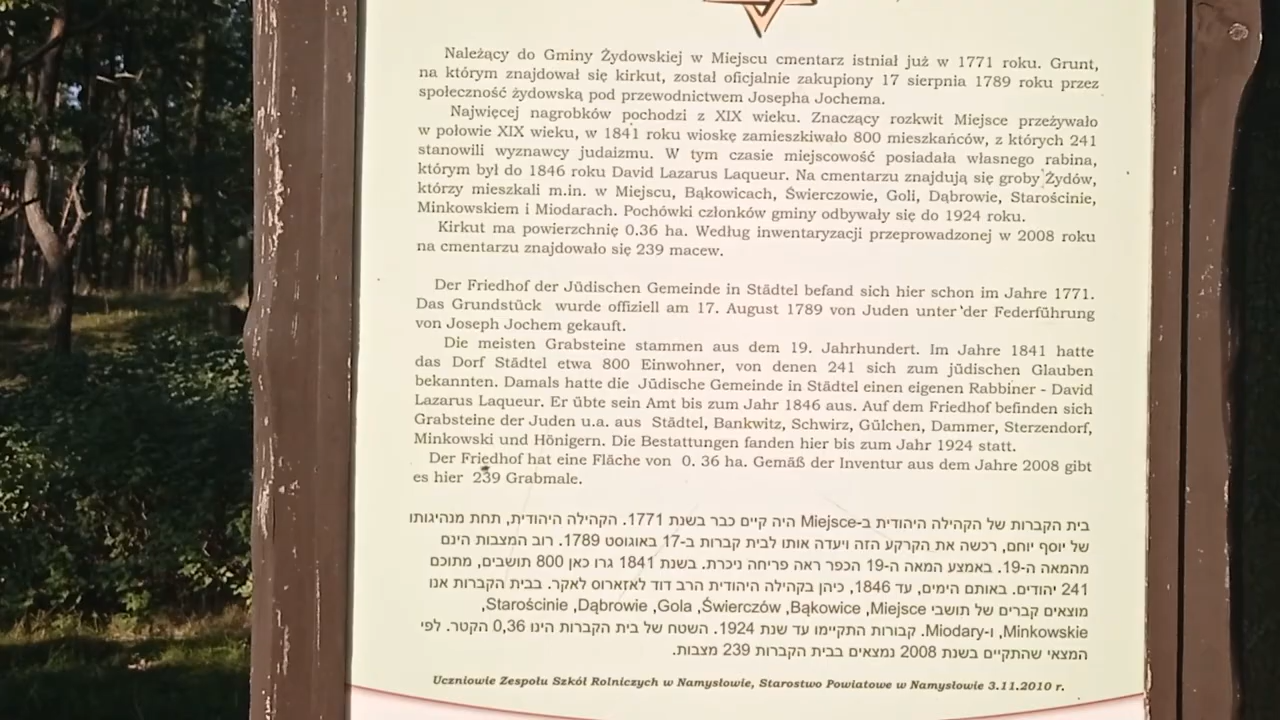 Należący do Gminy Żydowskiej w Miejscu cmentarz istniał już w 1771 roku. Grunt,
na którym znajdował się kirkut, został oficjalnie zakupiony 17 sierpnia 1789 roku przez
społeczność żydowską pod przewodnictwem Josepha Jochema.
Najwięcej nagrobków pochodzi z XIX wieku. Znaczący rozkwit Miejsce przeżywało
w połowie XIX wieku, w 1841 roku wioskę zamieszkiwało 800 mieszkańców, z których 241
stanowili wyznawcy judaizmu. W tym czasie miejscowość posiadała własnego rabina,
którym był do 1846 roku David Lazarus Laqueur. Na cmentarzu znajdują się groby Żydów,
którzy mieszkali m.in. w Miejscu, Bąkowicach, Świerczowie, Goli, Dąbrowie, Starościnie,
Minkowskiem i Miodarach. Pochówki członków gminy odbywały się do 1924 roku.
Kirkut ma powierzchnię 0.36 ha. Według inwentaryzacji przeprowadzonej w 2008 roku
na cmentarzu znajdowało się 239 macew.
Der Friedhof der Jüdischen Gemeinde in Städtel befand sich hier schon im Jahre 1771.
Das Grundstück wurde offiziell am 17. August 1789 von Juden unter der Federführung
von Joseph Jochem gekauft.
Die meisten Grabsteine stammen aus dem 19. Jahrhundert. Im Jahre 1841 hatte
das Dorf Städtel etwa 800 Einwohner, von denen 241 sich zum jüdischen Glauben
bekannten. Damals hatte die Jüdische Gemeinde in Städtel einen eigenen Rabbiner - David
Lazarus Laqueur. Er übte sein Amt bis zum Jahr 1846 aus. Auf dem Friedhof befinden sich
Grabsteine der Juden u.a. aus Städtel, Bankwitz, Schwirz, Gülchen, Dammer, Sterzendorf,
Minkowski und Hönigern. Die Bestattungen fanden hier bis zum Jahr 1924 statt.
Der Friedhof hat eine Fläche von 0. 36 ha. Gemäß der Inventur aus dem Jahre 2008 gibt
es hier 239 Grabmale.
בית הקברות של הקהילה היהודית ב-Miejsce היה קיים כבר בשנת 1771. הקהילה היהודית, תחת מנהיגותו
של יוסף יוחם, רכשה את הקרקע הזה ויעדה אותו לבית קברות ב-17 באוגוסט 1789. רוב המצבות הינם
מהמאה ה-19. באמצע המאה ה-19 הכפר ראה פריחה ניכרת. בשנת 1841 גרו כאן 800 תושבים, מתוכם
241 יהודים. באותם הימים, עד 1846, כיהן בקהילה היהודית הרב דוד לאזארוס לאקר. בבית הקברות אנו
מוצאים קברים של תושבי Miejsce, Bąkowice, Świerczów, Gola, Dąbrowie, Starościnie,
Minkowskie, ו-Miodary. קבורות התקיימו עד שנת 1924. השטח של בית הקברות הינו 0,36 הקטר. לפי
המצאי שהתקיים בשנת 2008 נמצאים בבית הקברות 239 מצבות.
Uczniowie Zespołu Szkół Rolniczych w Namysłowie, Starostwo Powiatowe w Namysłowie 3.11.2010 r.